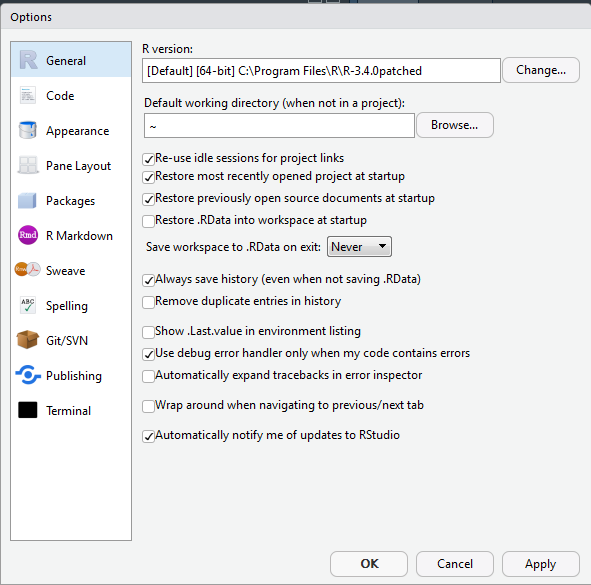 Options
General
Code
Appearance
Pane Layout
Packages
Rmd
R Markdown
Rnw
Sweave
ABC
Spelling
Git/SVN
Publishing
Terminal
R version:
[Default] [64-bit] C:\Program Files\R\R-3.4.0patched
Change...
Default working directory (when not in a project):
~
Browse...
Re-use idle sessions for project links
Restore most recently opened project at startup
Restore previously open source documents at startup
Restore .RData into workspace at startup
Save workspace to .RData on exit: Never
Always save history (even when not saving .RData)
Remove duplicate entries in history
Show .Last.value in environment listing
Use debug error handler only when my code contains errors
Automatically expand tracebacks in error inspector
Wrap around when navigating to previous/next tab
Automatically notify me of updates to RStudio
OK
Cancel
Apply